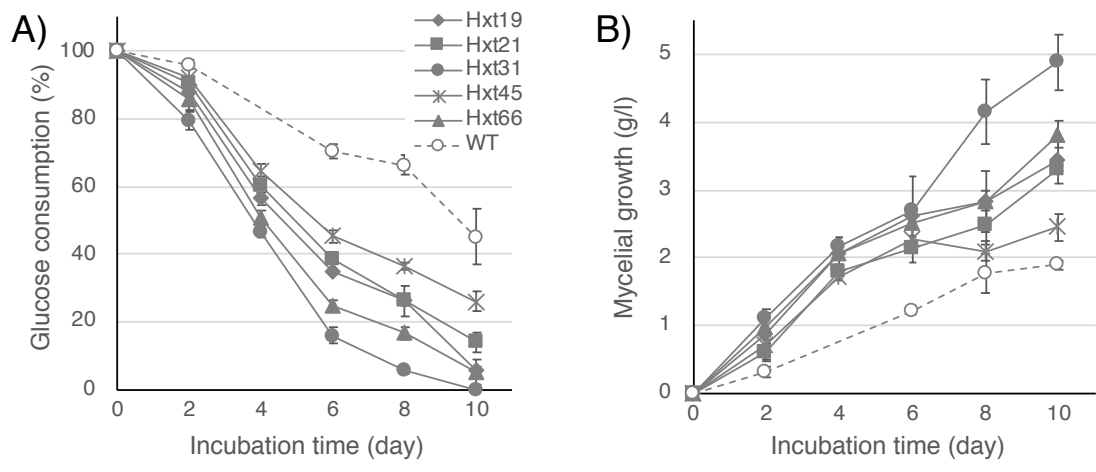 A)
Glucose consumption (%)
100
80
60
40
20
0
0 2 4 6 8 10
Incubation time (day)
Hxt19
Hxt21
Hxt31
Hxt45
Hxt66
WT
B)
Mycelial growth (g/l)
5
4
3
2
1
0
0 2 4 6 8 10
Incubation time (day)